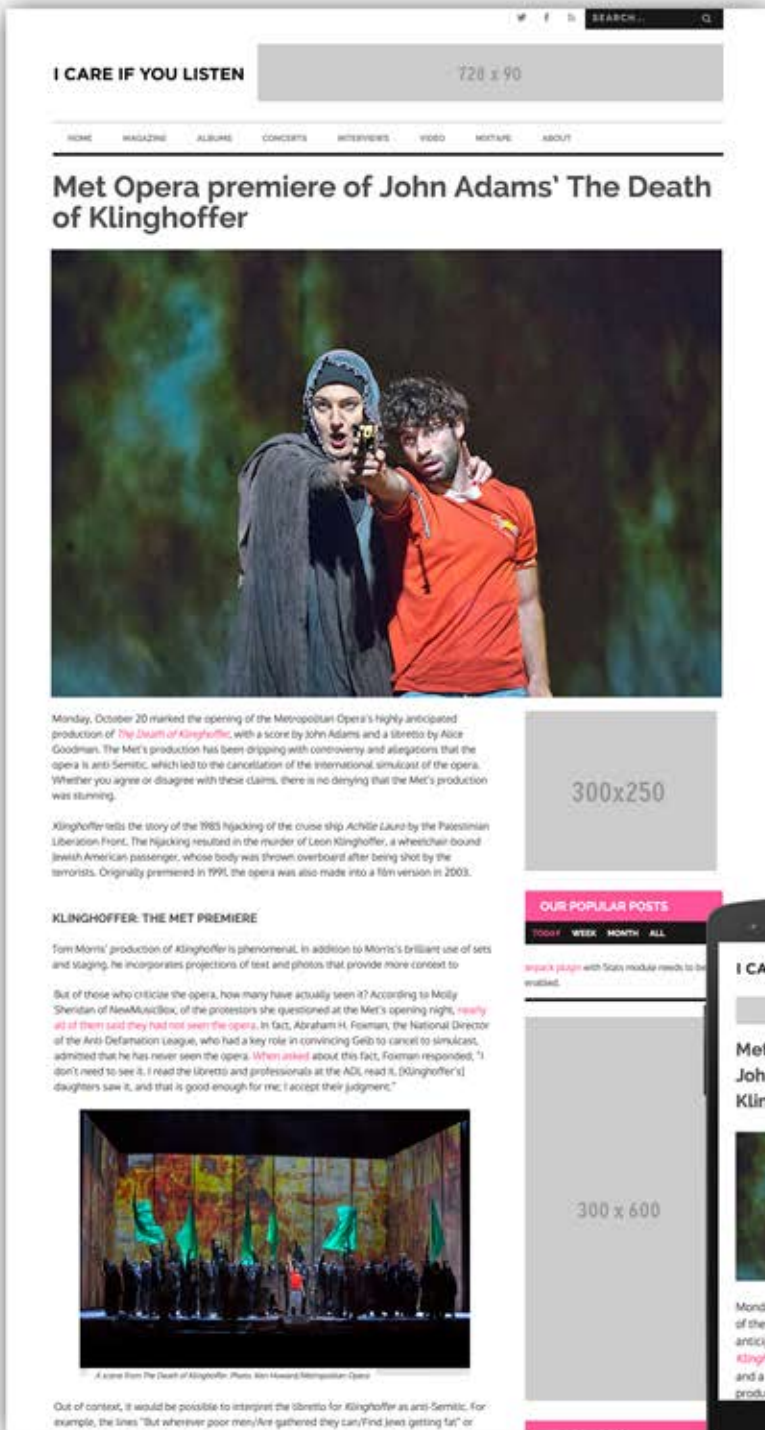 SEARCH...
I CARE IF YOU LISTEN
728 x 90
HOME MAGAZINE ALBUMS CONCERTS INTERVIEWS VIDEO MIXTAPE ABOUT
Met Opera premiere of John Adams' The Death
of Klinghoffer
Monday, October 20 marked the opening of the Metropolitan Opera's highly anticipated
production of The Death of Klinghoffer, with a score by John Adams and a libretto by Alice
Goodman. The Met's production has been dripping with controversy and allegations that the
opera is anti-Semitic, which led to the cancellation of the international simulcast of the opera.
Whether you agree or disagree with these claims, there is no denying that the Met's production
was stunning.
Klinghoffer tells the story of the 1985 hijacking of the cruise ship Achille Lauro by the Palestinian
Liberation Front. The hijacking resulted in the murder of Leon Klinghoffer, a wheelchair-bound
Jewish American passenger, whose body was thrown overboard after being shot by the
terrorists. Originally premiered in 1991, the opera was also made into a film version in 2003.
KLINGHOFFER: THE MET PREMIERE
Tom Morris' production of Klinghoffer is phenomenal. In addition to Morris's brilliant use of sets
and staging, he incorporates projections of text and photos that provide more context to
But of those who criticize the opera, how many have actually seen it? According to Molly
Sheridan of NewMusicBox, of the protestors she questioned at the Met's opening night, nearly
all of them said they had not seen the opera. In fact, Abraham H. Foxman, the National Director
of the Anti-Defamation League, who had a key role in convincing Gelb to cancel to simulcast,
admitted that he has never seen the opera. When asked about this fact, Foxman responded, "I
don't need to see it. I read the libretto and professionals at the ADL read it. [Klinghoffer's]
daughters saw it, and that is good enough for me; I accept their judgment."
A scene from The Death of Klinghoffer. Photo: Ken Howard/Metropolitan Opera
Out of context, it would be possible to interpret the libretto for Klinghoffer as anti-Semitic. For
example, the lines "But wherever poor men/Are gathered they can/Find Jews getting fat" or
300x250
OUR POPULAR POSTS
TODAY WEEK MONTH ALL
plugin with Stats module needs to be
enabled.
300 x 600
I CA
Met
Joh
Klin
Mond
of the
antici
Klingh
and a
produ